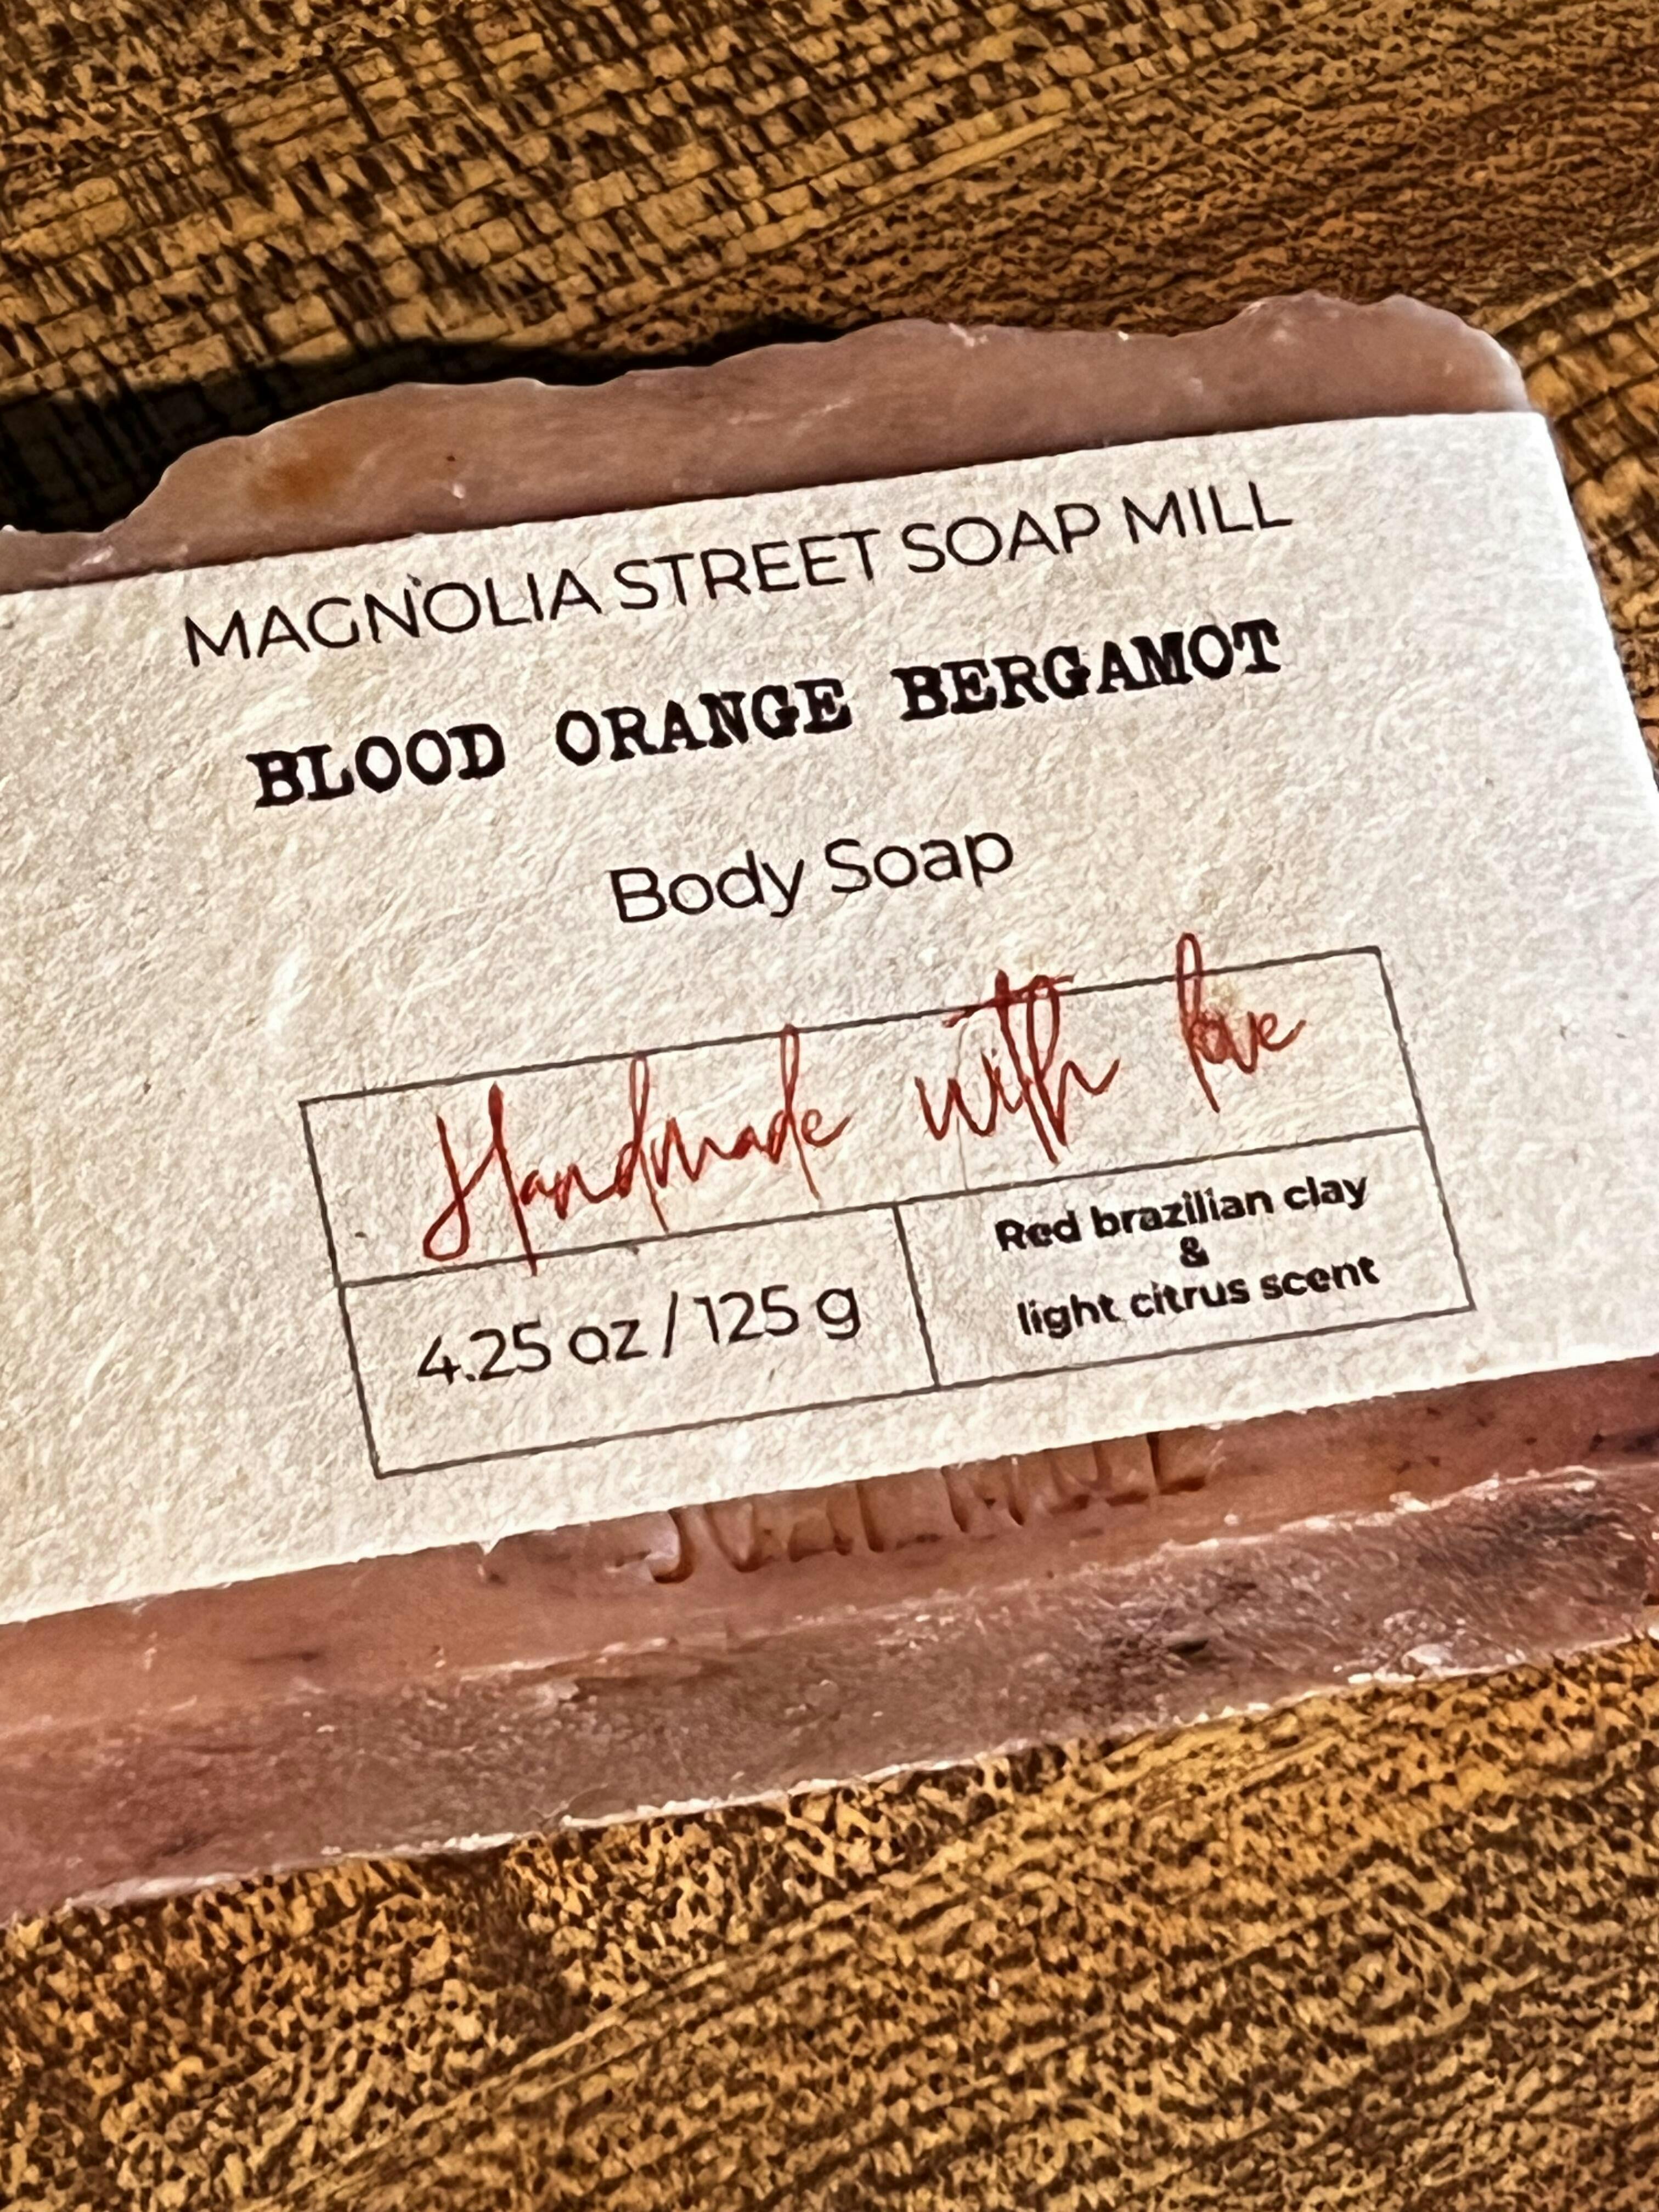 MAGNOLIA STREET SOAP MILL
BLOOD ORANGE BERGAMOT
Body Soap
Handmade with love
4.25 oz / 125 g
Red brazilian clay
&
light citrus scent